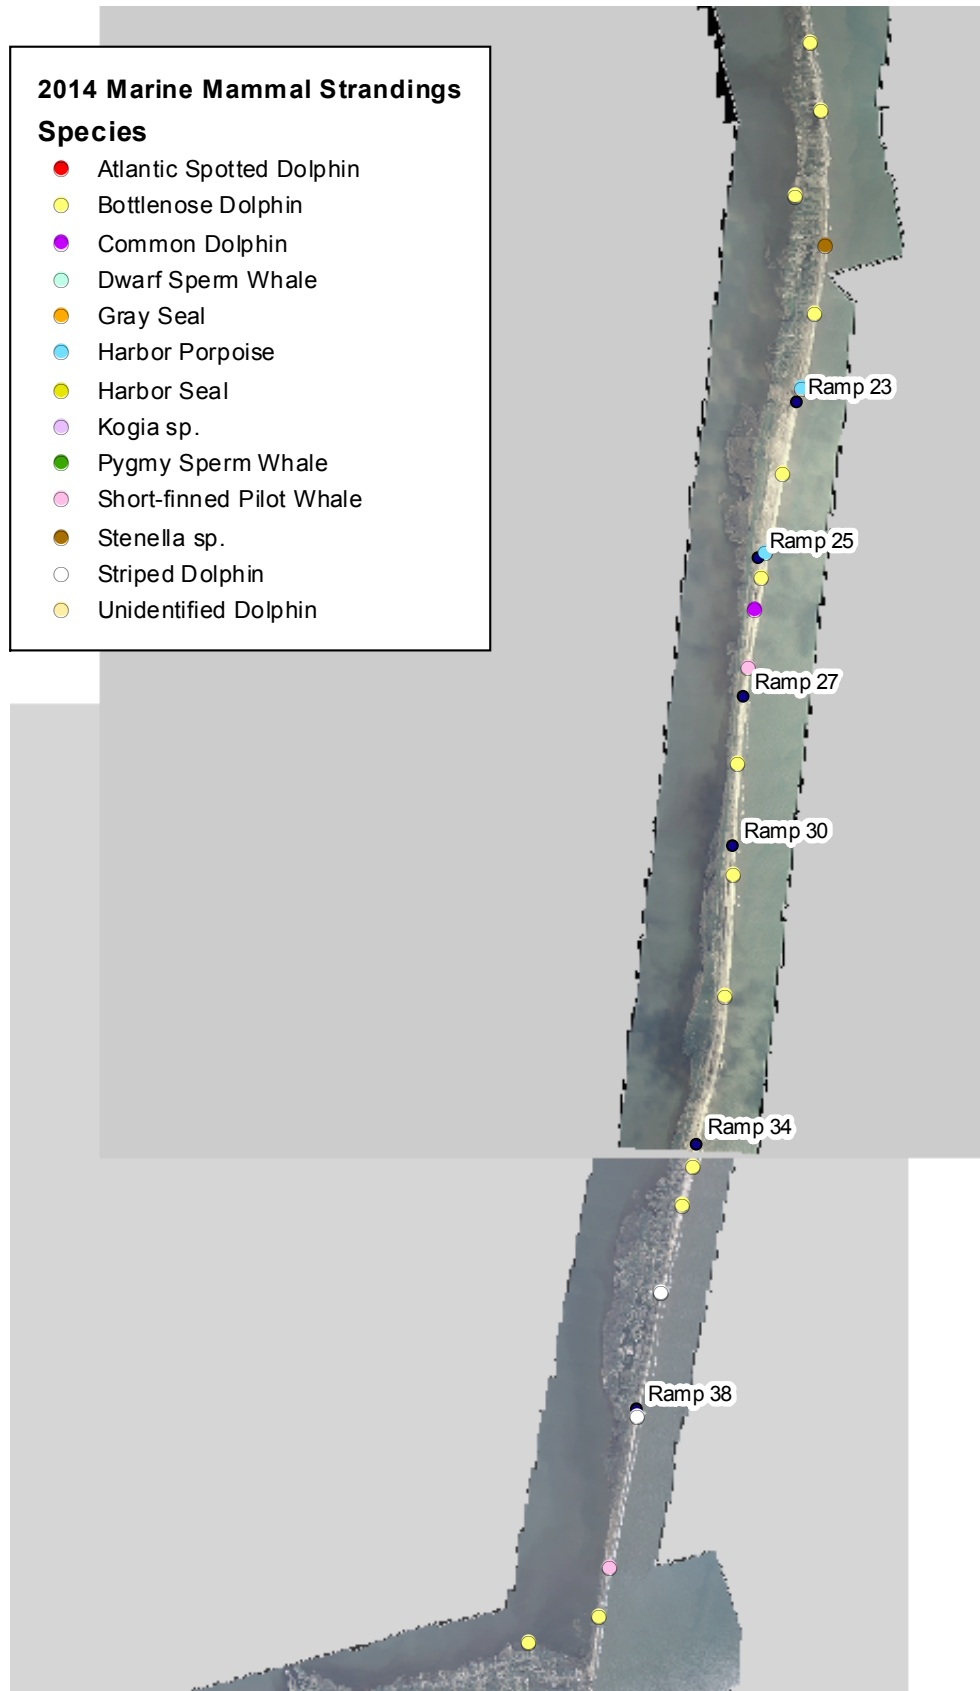 2014 Marine Mammal Strandings
Species
Atlantic Spotted Dolphin
Bottlenose Dolphin
Common Dolphin
Dwarf Sperm Whale
Gray Seal
Harbor Porpoise
Harbor Seal
Kogia sp.
Pygmy Sperm Whale
Short-finned Pilot Whale
Stenella sp.
Striped Dolphin
Unidentified Dolphin
Ramp 23
Ramp 25
Ramp 27
Ramp 30
Ramp 34
Ramp 38